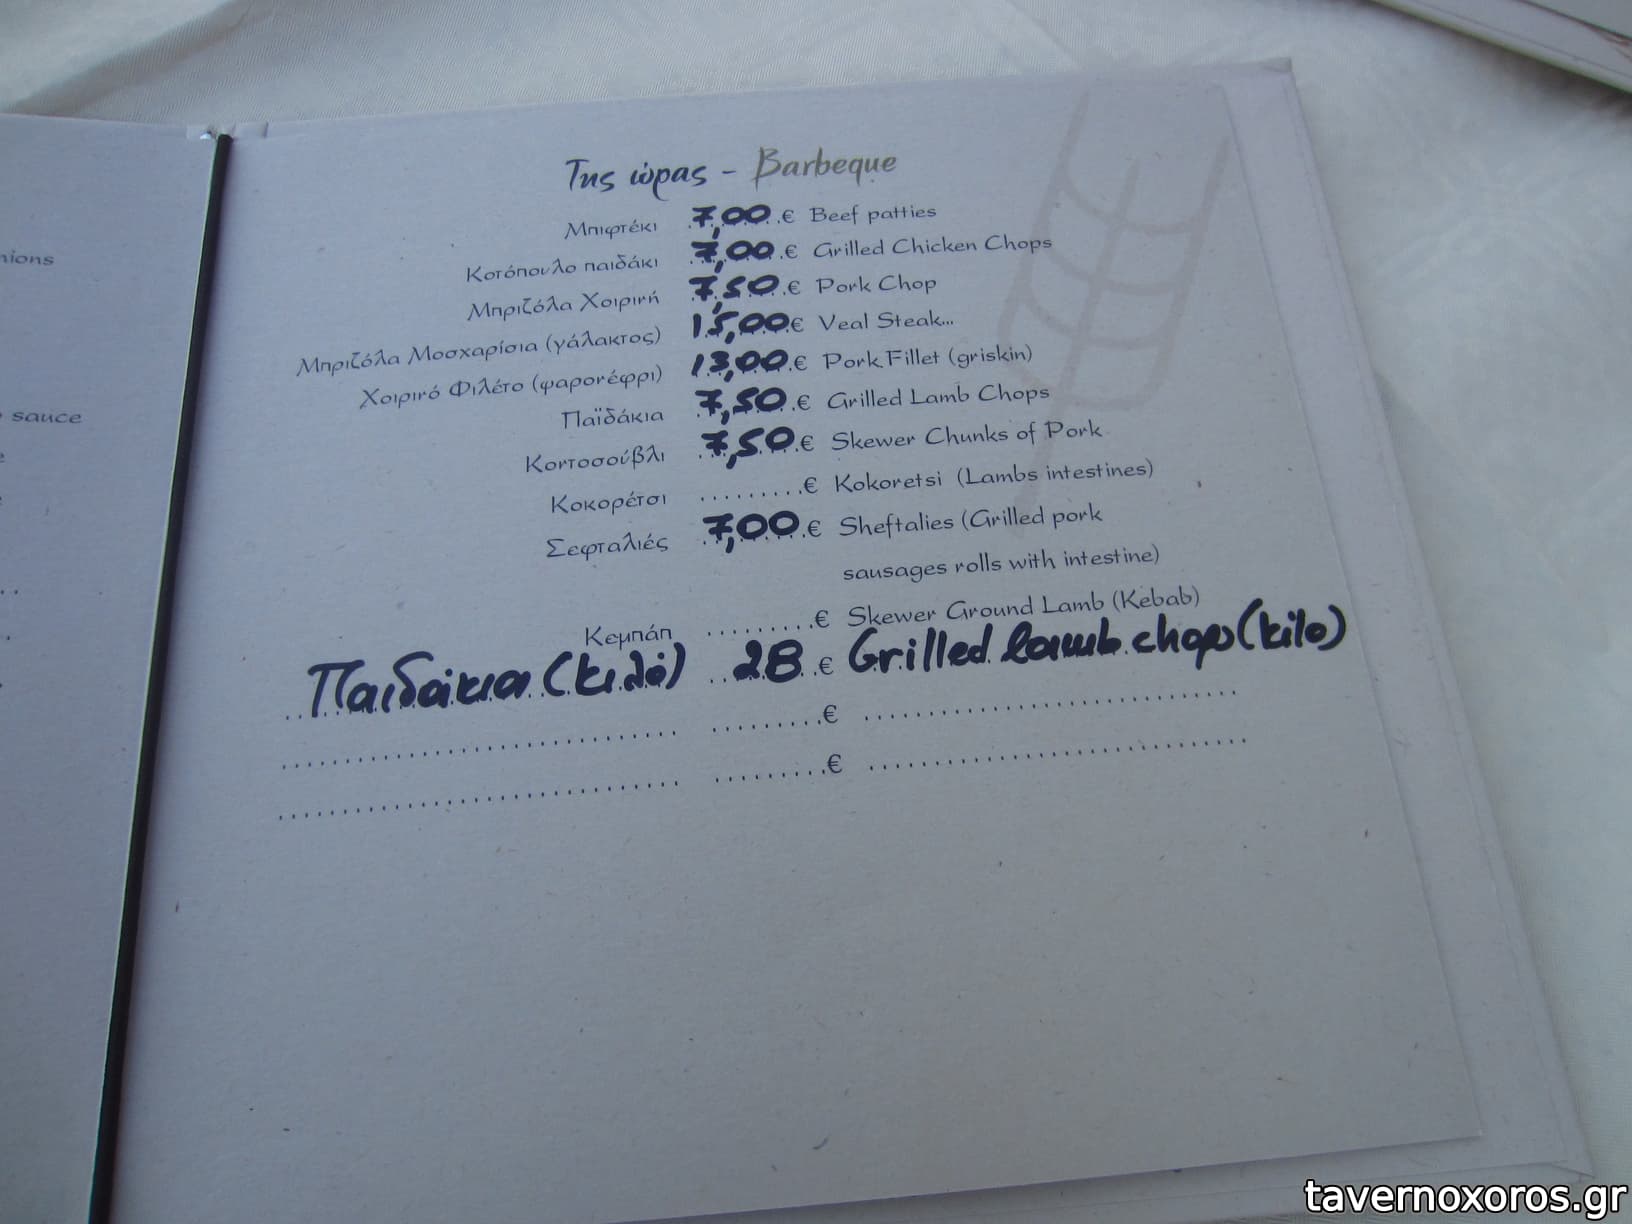 nions
sauce
Της ώρας - Barbeque
Μπιφτέκι 7,00 € Beef patties
Κοτόπουλο παιδάκι 7,00 € Grilled Chicken Chops
Μπριζόλα Χοιρινή 7,50 € Pork Chop
Μπριζόλα Μοσχαρίσια (γάλακτος) 15,00 € Veal Steak...
Χοιρινό Φιλέτο (ψαρονέφρι) 13,00 € Pork Fillet (griskin)
Παϊδάκια 7,50 € Grilled Lamb Chops
Κοντοσούβλι 7,50 € Skewer Chunks of Pork
Κοκορέτσι .........€ Kokoretsi (Lambs intestines)
Σεφταλιές 7,00 € Sheftalies (Grilled pork
sausages rolls with intestine)
Κεμπάπ .........€ Skewer Ground Lamb (Kebab)
Παιδάκια (κιλό) 28 € Grilled lamb chops (kilo)
.........€
.........€
tavernoxoros.gr